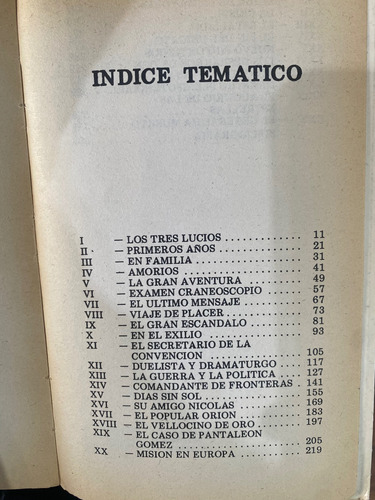 INDICE TEMATICO
I — LOS TRES LUCIOS . . . . . . . . . . . . 11
II — PRIMEROS AÑOS . . . . . . . . . . . . 21
III — EN FAMILIA . . . . . . . . . . . . 31
IV — AMORIOS . . . . . . . . . . . . 41
V — LA GRAN AVENTURA . . . . . . . . . . . . 49
VI — EXAMEN CRANEOSCOPIO . . . . . . . . . . 57
VII — EL ULTIMO MENSAJE . . . . . . . . . . 67
VIII — VIAJE DE PLACER . . . . . . . . . . . . 73
IX — EL GRAN ESCANDALO . . . . . . . . . . 81
X — EN EL EXILIO . . . . . . . . . . . . 93
XI — EL SECRETARIO DE LA
CONVENCION . . . . . . . . . . . . 105
XII — DUELISTA Y DRAMATURGO . . . . . . 117
XIII — LA GUERRA Y LA POLITICA . . . . . . 127
XIV — COMANDANTE DE FRONTERAS . . 141
XV — DIAS SIN SOL . . . . . . . . . . . . 155
XVI — SU AMIGO NICOLAS . . . . . . . . . . 169
XVII — EL POPULAR ORION . . . . . . . . . . 183
XVIII — EL VELLOCINO DE ORO . . . . . . . . 197
XIX — EL CASO DE PANTALEON
GOMEZ . . . . . . . . . . . . 205
XX — MISION EN EUROPA . . . . . . . . . . 219